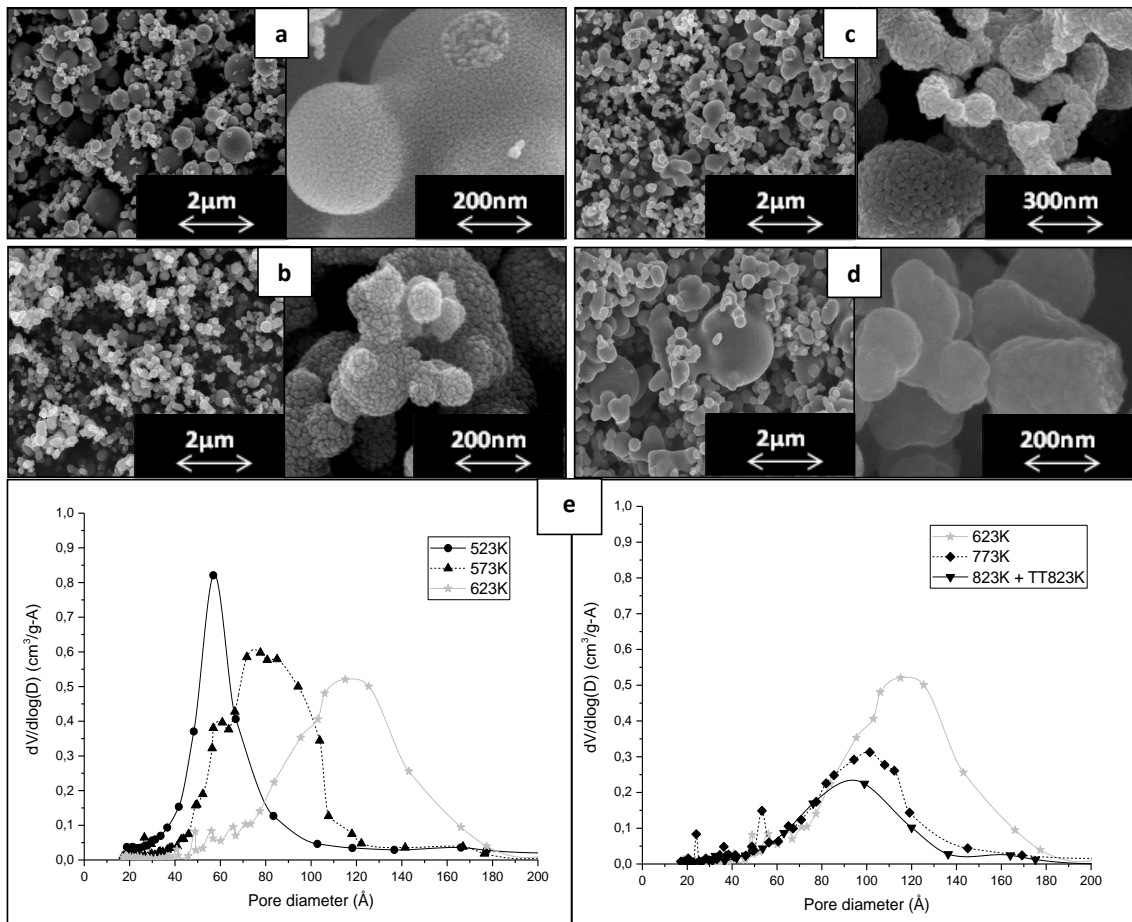 a
2µm
200nm
c
2µm
300nm
b
2µm
200nm
d
2µm
200nm
e
1,0
0,9
0,8
0,7
0,6
0,5
0,4
0,3
0,2
0,1
0,0
dV/dlog(D) (cm³/g-A)
523K
573K
623K
0 20 40 60 80 100 120 140 160 180 200
Pore diameter (Å)
1,0
0,9
0,8
0,7
0,6
0,5
0,4
0,3
0,2
0,1
0,0
dV/dlog(D) (cm³/g-A)
623K
773K
823K + TT823K
0 20 40 60 80 100 120 140 160 180 200
Pore diameter (Å)